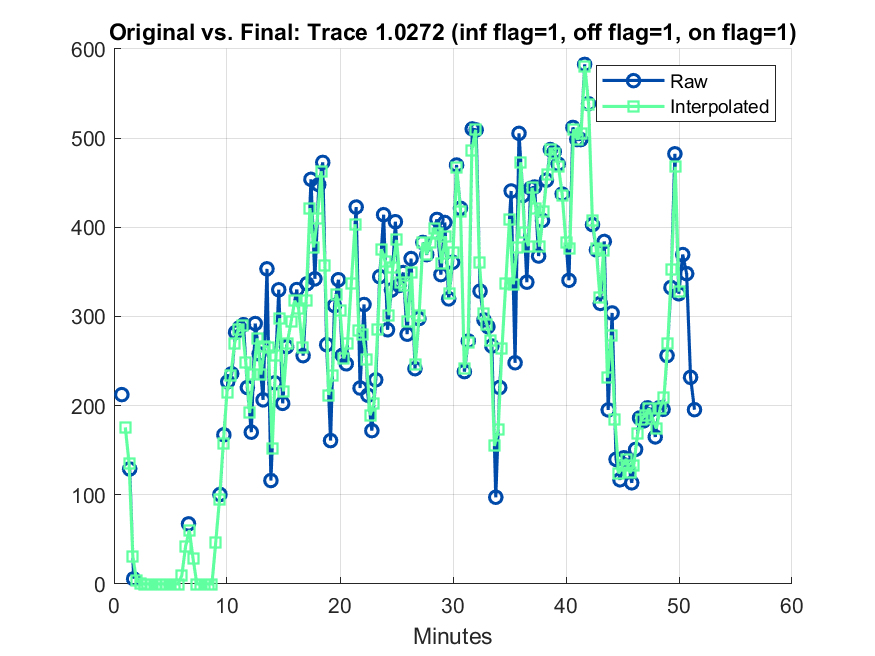 Original vs. Final: Trace 1.0272 (inf flag=1, off flag=1, on flag=1)
600
500
400
300
200
100
0
Raw
Interpolated
0 10 20 30 40 50 60
Minutes